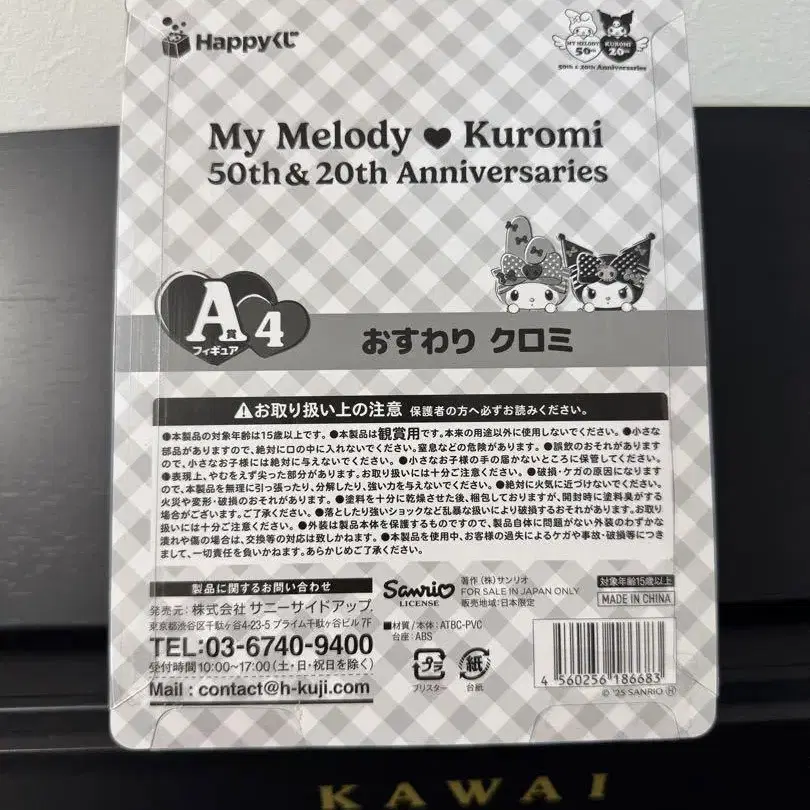 Happyくじ
MY MELODY 50th KUROMI 20th
50th & 20th Anniversaries
My Melody ♥ Kuromi
50th & 20th Anniversaries
A賞 フィギュア 4
おすわり クロミ
⚠お取り扱い上の注意 保護者の方へ必ずお読みください。
●本製品の対象年齢は15歳以上です。●本製品は観賞用です。本来の用途以外に使用しないでください。●小さな
部品がありますので、絶対に口の中に入れないでください。窒息などの危険があります。●誤飲のおそれがあります
ので、小さなお子様には絶対に与えないでください。●小さなお子様の手の届かないところに保管してください。
●表現上、やむをえず尖った部分があります。お取り扱いには十分ご注意ください。●破損・ケガの原因になります
ので、本製品を無理に引っ張ったり、分解したり、強い力を与えないでください。●絶対に火気に近づけないでください。
火災や変形・破損のおそれがあります。●塗料を十分に乾燥させた後、梱包しておりますが、開封時に塗料臭がする
場合がございます。ご了承ください。●落としたり強いショックなど乱暴な扱いにより破損するおそれがあります。お取り
扱いには十分ご注意ください。●外装は製品本体を保護するものですので、製品自体に問題がない外装のわずかな
潰れや傷の場合は、交換等の対応は致しかねます。●本製品を使用中、お客様の過失によるケガや事故・破損等につき
まして、一切責任を負いかねます。あらかじめご了承ください。
製品に関するお問い合わせ
発売元：株式会社 サニーサイドアップ
東京都渋谷区千駄ヶ谷4-23-5 プライム千駄ヶ谷ビル 7F
TEL:03-6740-9400
受付時間10:00~17:00(土・日・祝日を除く)
Mail : contact@h-kuji.com
Sanrio
LICENSE
著作 (株)サンリオ
FOR SALE IN JAPAN ONLY
販売地域：日本限定
■材質／本体：ATBC-PVC
台座：ABS
プラ
ブリスター
紙
台紙
対象年齢15歳以上
MADE IN CHINA
4 560256 186683
© '25 SANRIO Ⓗ
KAWAI